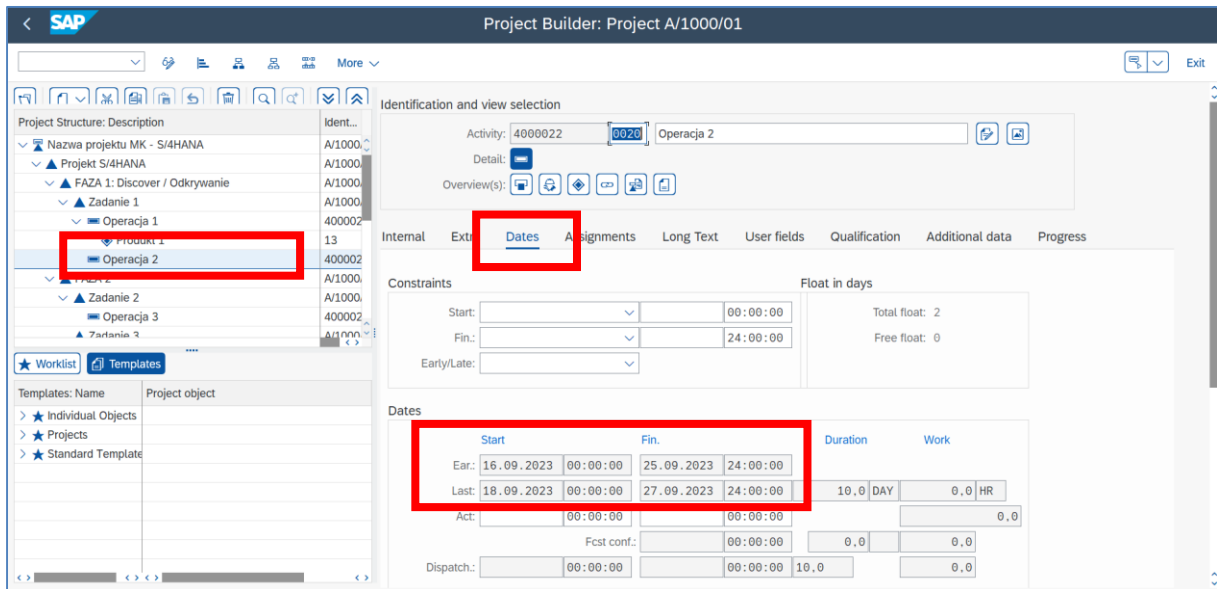 SAP
Project Builder: Project A/1000/01
More
Exit
Project Structure: Description Ident...
Nazwa projektu MK - S/4HANA A/1000/
Projekt S/4HANA A/1000/
FAZA 1: Discover / Odkrywanie A/1000/
Zadanie 1 A/1000/
Operacja 1 400002
Produkt 1 13
Operacja 2 400002
FAZA 2 A/1000/
Zadanie 2 A/1000/
Operacja 3 400002
Zadanie 3 A/1000
Worklist Templates
Templates: Name Project object
Individual Objects
Projects
Standard Template
Identification and view selection
Activity: 4000022 0020 Operacja 2
Detail:
Overview(s):
Internal Extr Dates Assignments Long Text User fields Qualification Additional data Progress
Constraints Float in days
Start: 00:00:00 Total float: 2
Fin.: 24:00:00 Free float: 0
Early/Late:
Dates
Start Fin. Duration Work
Ear.: 16.09.2023 00:00:00 25.09.2023 24:00:00
Last: 18.09.2023 00:00:00 27.09.2023 24:00:00 10,0 DAY 0,0 HR
Act: 00:00:00 00:00:00 0,0
Fcst conf.: 00:00:00 0,0 0,0
Dispatch.: 00:00:00 00:00:00 10,0 0,0